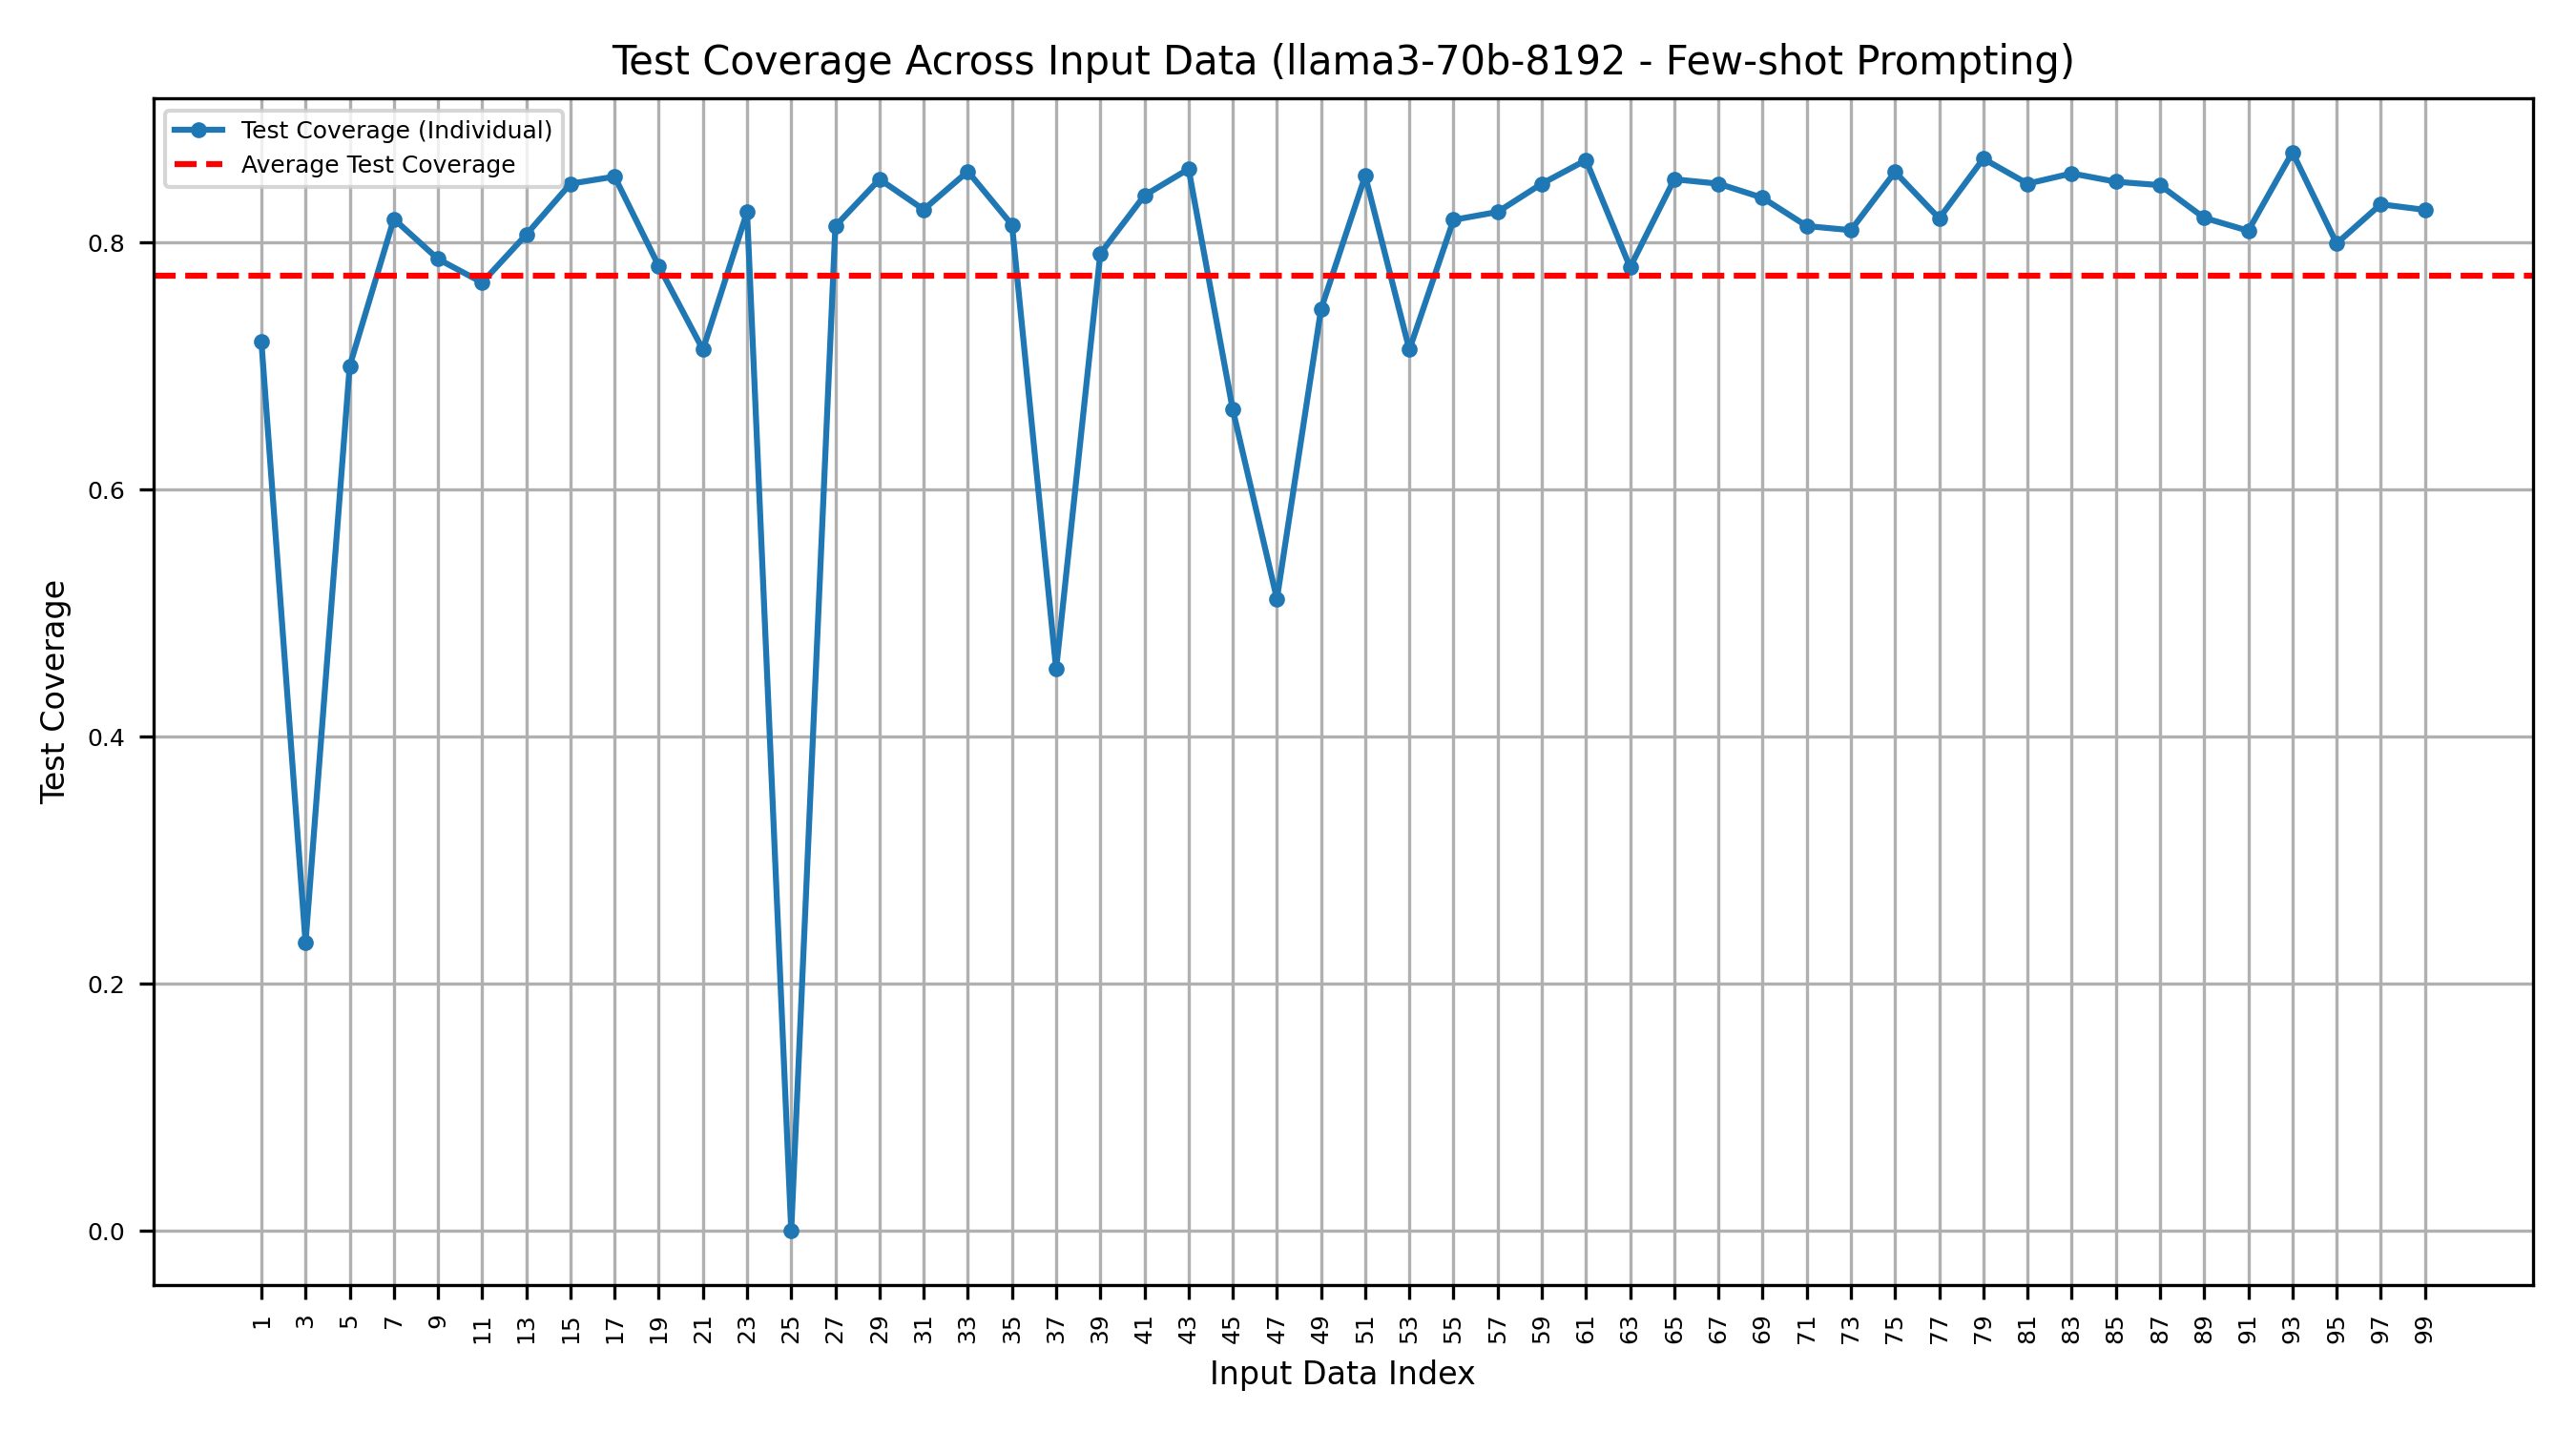 Test Coverage Across Input Data (llama3-70b-8192 - Few-shot Prompting)
Test Coverage (Individual)
Average Test Coverage
Test Coverage
0.8
0.6
0.4
0.2
0.0
1 3 5 7 9 11 13 15 17 19 21 23 25 27 29 31 33 35 37 39 41 43 45 47 49 51 53 55 57 59 61 63 65 67 69 71 73 75 77 79 81 83 85 87 89 91 93 95 97 99
Input Data Index